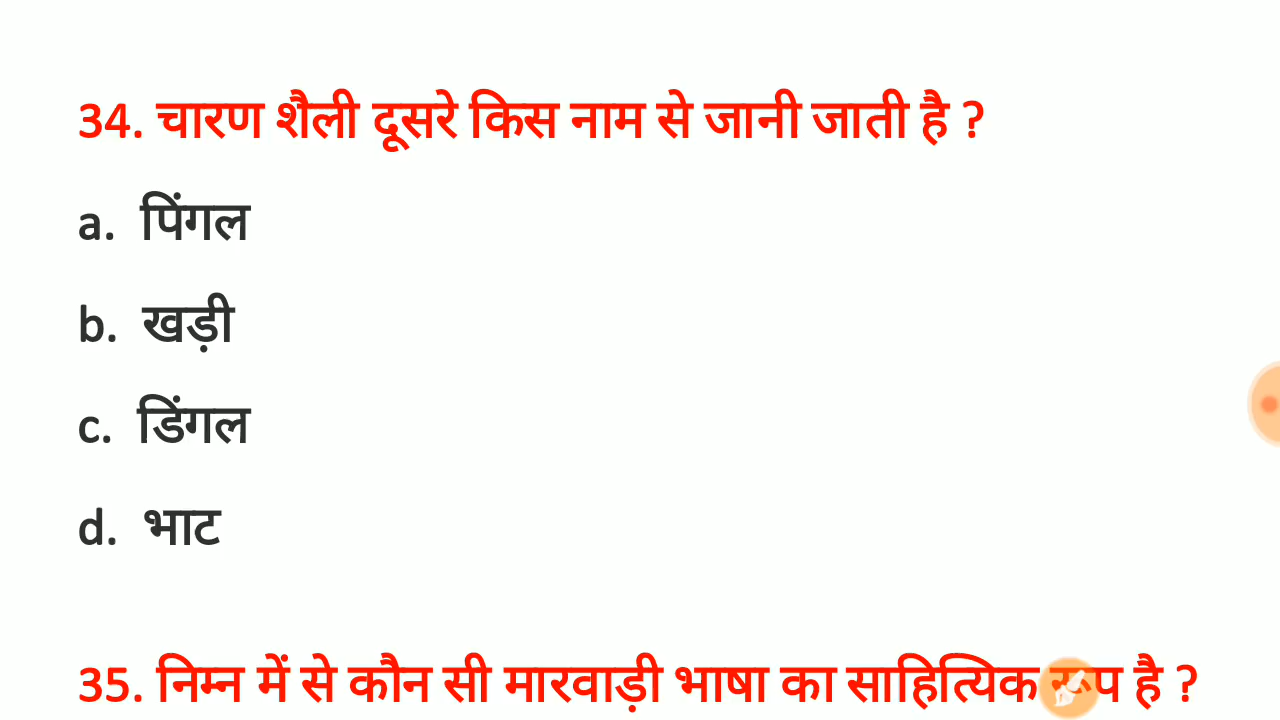 34. चारण शैली दूसरे किस नाम से जानी जाती है ?
a. पिंगल
b. खड़ी
c. डिंगल
d. भाट
35. निम्न में से कौन सी मारवाड़ी भाषा का साहित्यिक रूप है ?